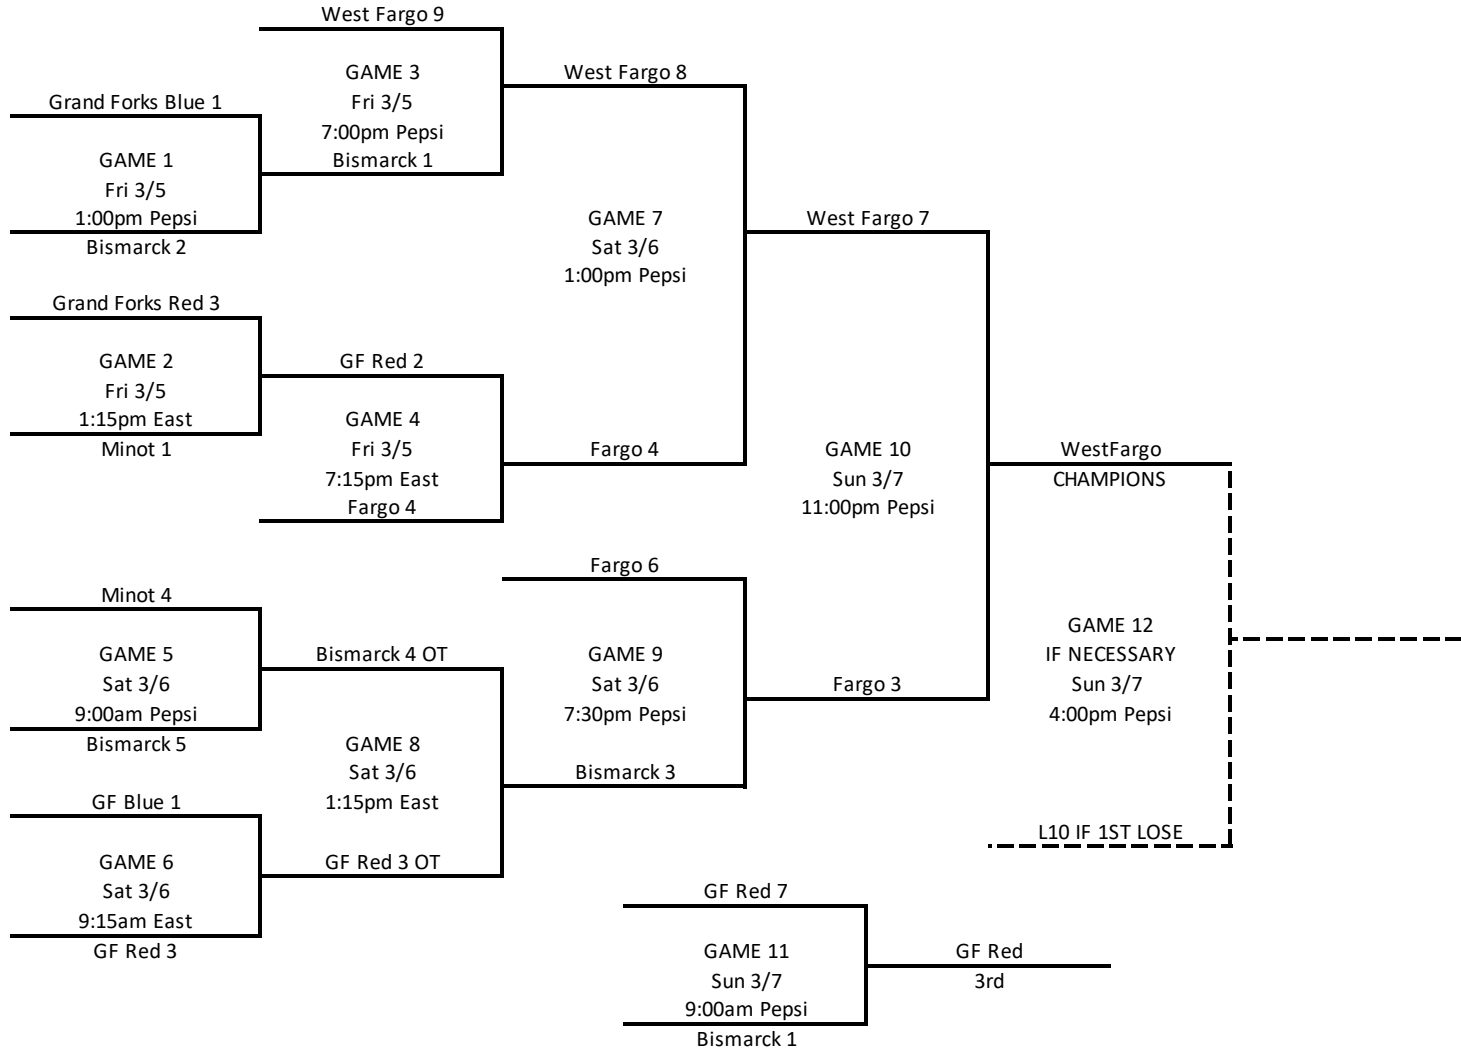 West Fargo 9
GAME 3
Fri 3/5
7:00pm Pepsi
Bismarck 1
West Fargo 8
Grand Forks Blue 1
GAME 1
Fri 3/5
1:00pm Pepsi
Bismarck 2
GAME 7
Sat 3/6
1:00pm Pepsi
West Fargo 7
Grand Forks Red 3
GAME 2
Fri 3/5
1:15pm East
Minot 1
GF Red 2
GAME 4
Fri 3/5
7:15pm East
Fargo 4
Fargo 4
GAME 10
Sun 3/7
11:00pm Pepsi
WestFargo
CHAMPIONS
Fargo 6
Minot 4
GAME 5
Sat 3/6
9:00am Pepsi
Bismarck 5
Bismarck 4 OT
GAME 9
Sat 3/6
7:30pm Pepsi
Fargo 3
GAME 12
IF NECESSARY
Sun 3/7
4:00pm Pepsi
GAME 8
Sat 3/6
1:15pm East
Bismarck 3
GF Blue 1
GAME 6
Sat 3/6
9:15am East
GF Red 3
GF Red 3 OT
L10 IF 1ST LOSE
GF Red 7
GAME 11
Sun 3/7
9:00am Pepsi
Bismarck 1
GF Red
3rd